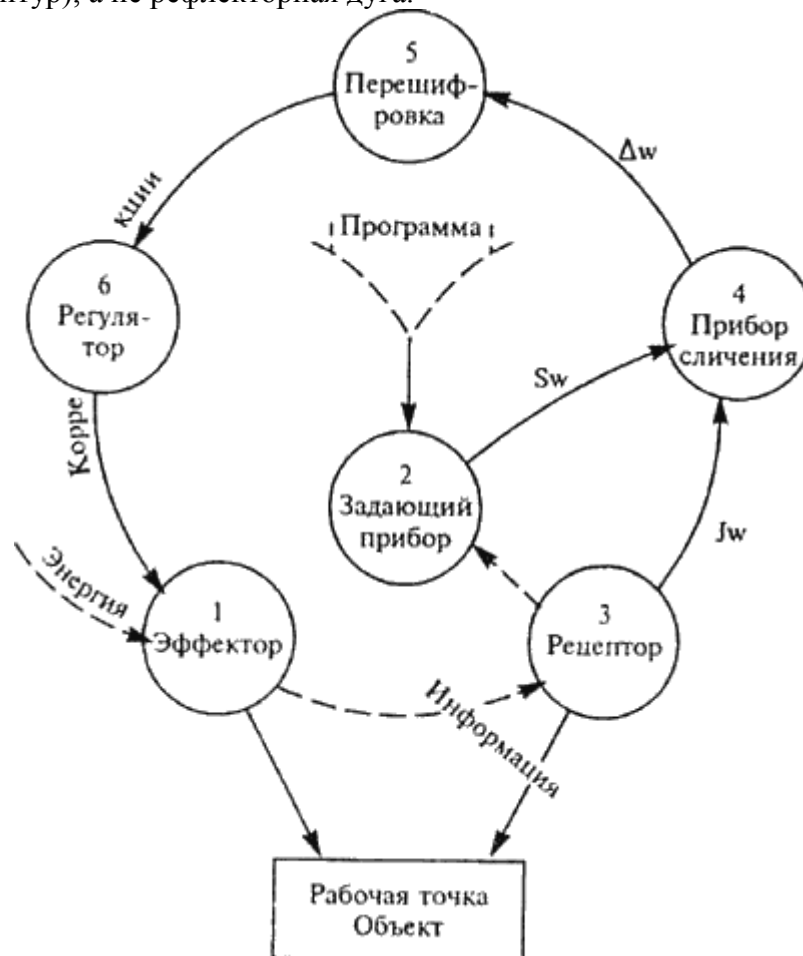 нтур), а не рефлекторная дуга.
5
Перешиф-
ровка
Δw
кции
Программа
6
Регуля-
тор
4
Прибор
сличения
Sw
Корре
2
Задающий
прибор
Jw
Энергия
1
Эффектор
3
Рецептор
Информация
Рабочая точка
Объект